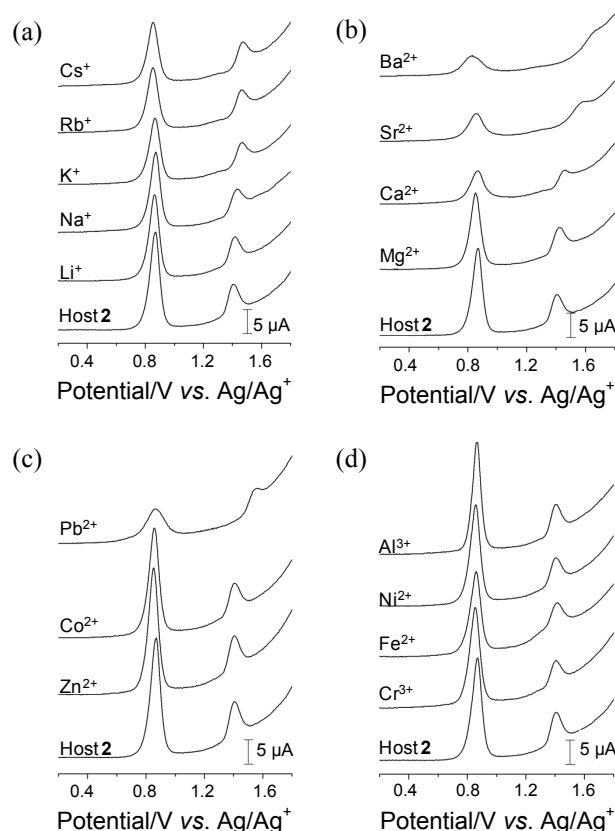 (a)
Cs⁺
Rb⁺
K⁺
Na⁺
Li⁺
Host 2
5 µA
0.4 0.8 1.2 1.6
Potential/V vs. Ag/Ag⁺
(b)
Ba²⁺
Sr²⁺
Ca²⁺
Mg²⁺
Host 2
5 µA
0.4 0.8 1.2 1.6
Potential/V vs. Ag/Ag⁺
(c)
Pb²⁺
Co²⁺
Zn²⁺
Host 2
5 µA
0.4 0.8 1.2 1.6
Potential/V vs. Ag/Ag⁺
(d)
Al³⁺
Ni²⁺
Fe²⁺
Cr³⁺
Host 2
5 µA
0.4 0.8 1.2 1.6
Potential/V vs. Ag/Ag⁺